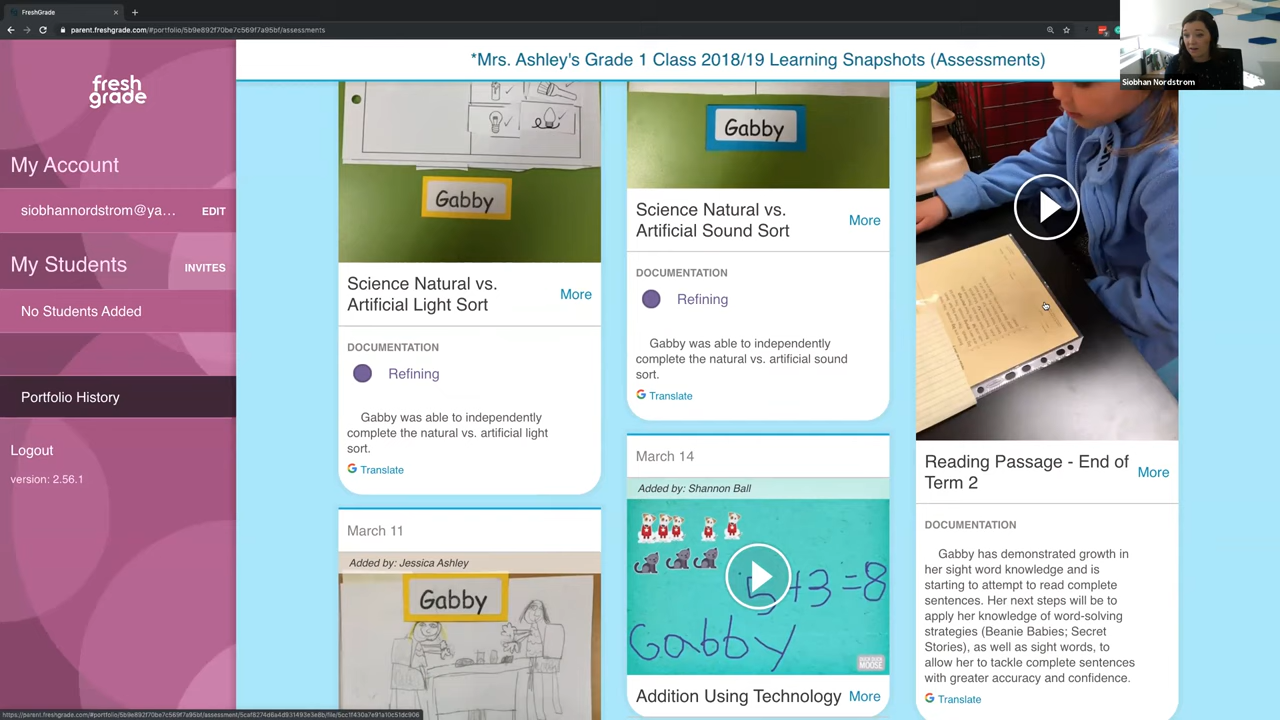 FreshGrade
parent.freshgrade.com/#portfolio/5b9e892f70be7c569f7a95bf/assessments
Siobhan Nordstrom
fresh
grade
*Mrs. Ashley's Grade 1 Class 2018/19 Learning Snapshots (Assessments)
My Account
siobhannordstrom@ya... EDIT
My Students INVITES
No Students Added
Portfolio History
Logout
version: 2.56.1
Gabby
Science Natural vs.
Artificial Light Sort
More
DOCUMENTATION
Refining
Gabby was able to independently
complete the natural vs. artificial light
sort.
Translate
March 11
Added by: Jessica Ashley
Gabby
Gabby
Science Natural vs.
Artificial Sound Sort
More
DOCUMENTATION
Refining
Gabby was able to independently
complete the natural vs. artificial sound
sort.
Translate
March 14
Added by: Shannon Ball
5+3=8
Gabby
DUCK DUCK
MOOSE
Addition Using Technology More
Reading Passage - End of
Term 2
More
DOCUMENTATION
Gabby has demonstrated growth in
her sight word knowledge and is
starting to attempt to read complete
sentences. Her next steps will be to
apply her knowledge of word-solving
strategies (Beanie Babies; Secret
Stories), as well as sight words, to
allow her to tackle complete sentences
with greater accuracy and confidence.
Translate